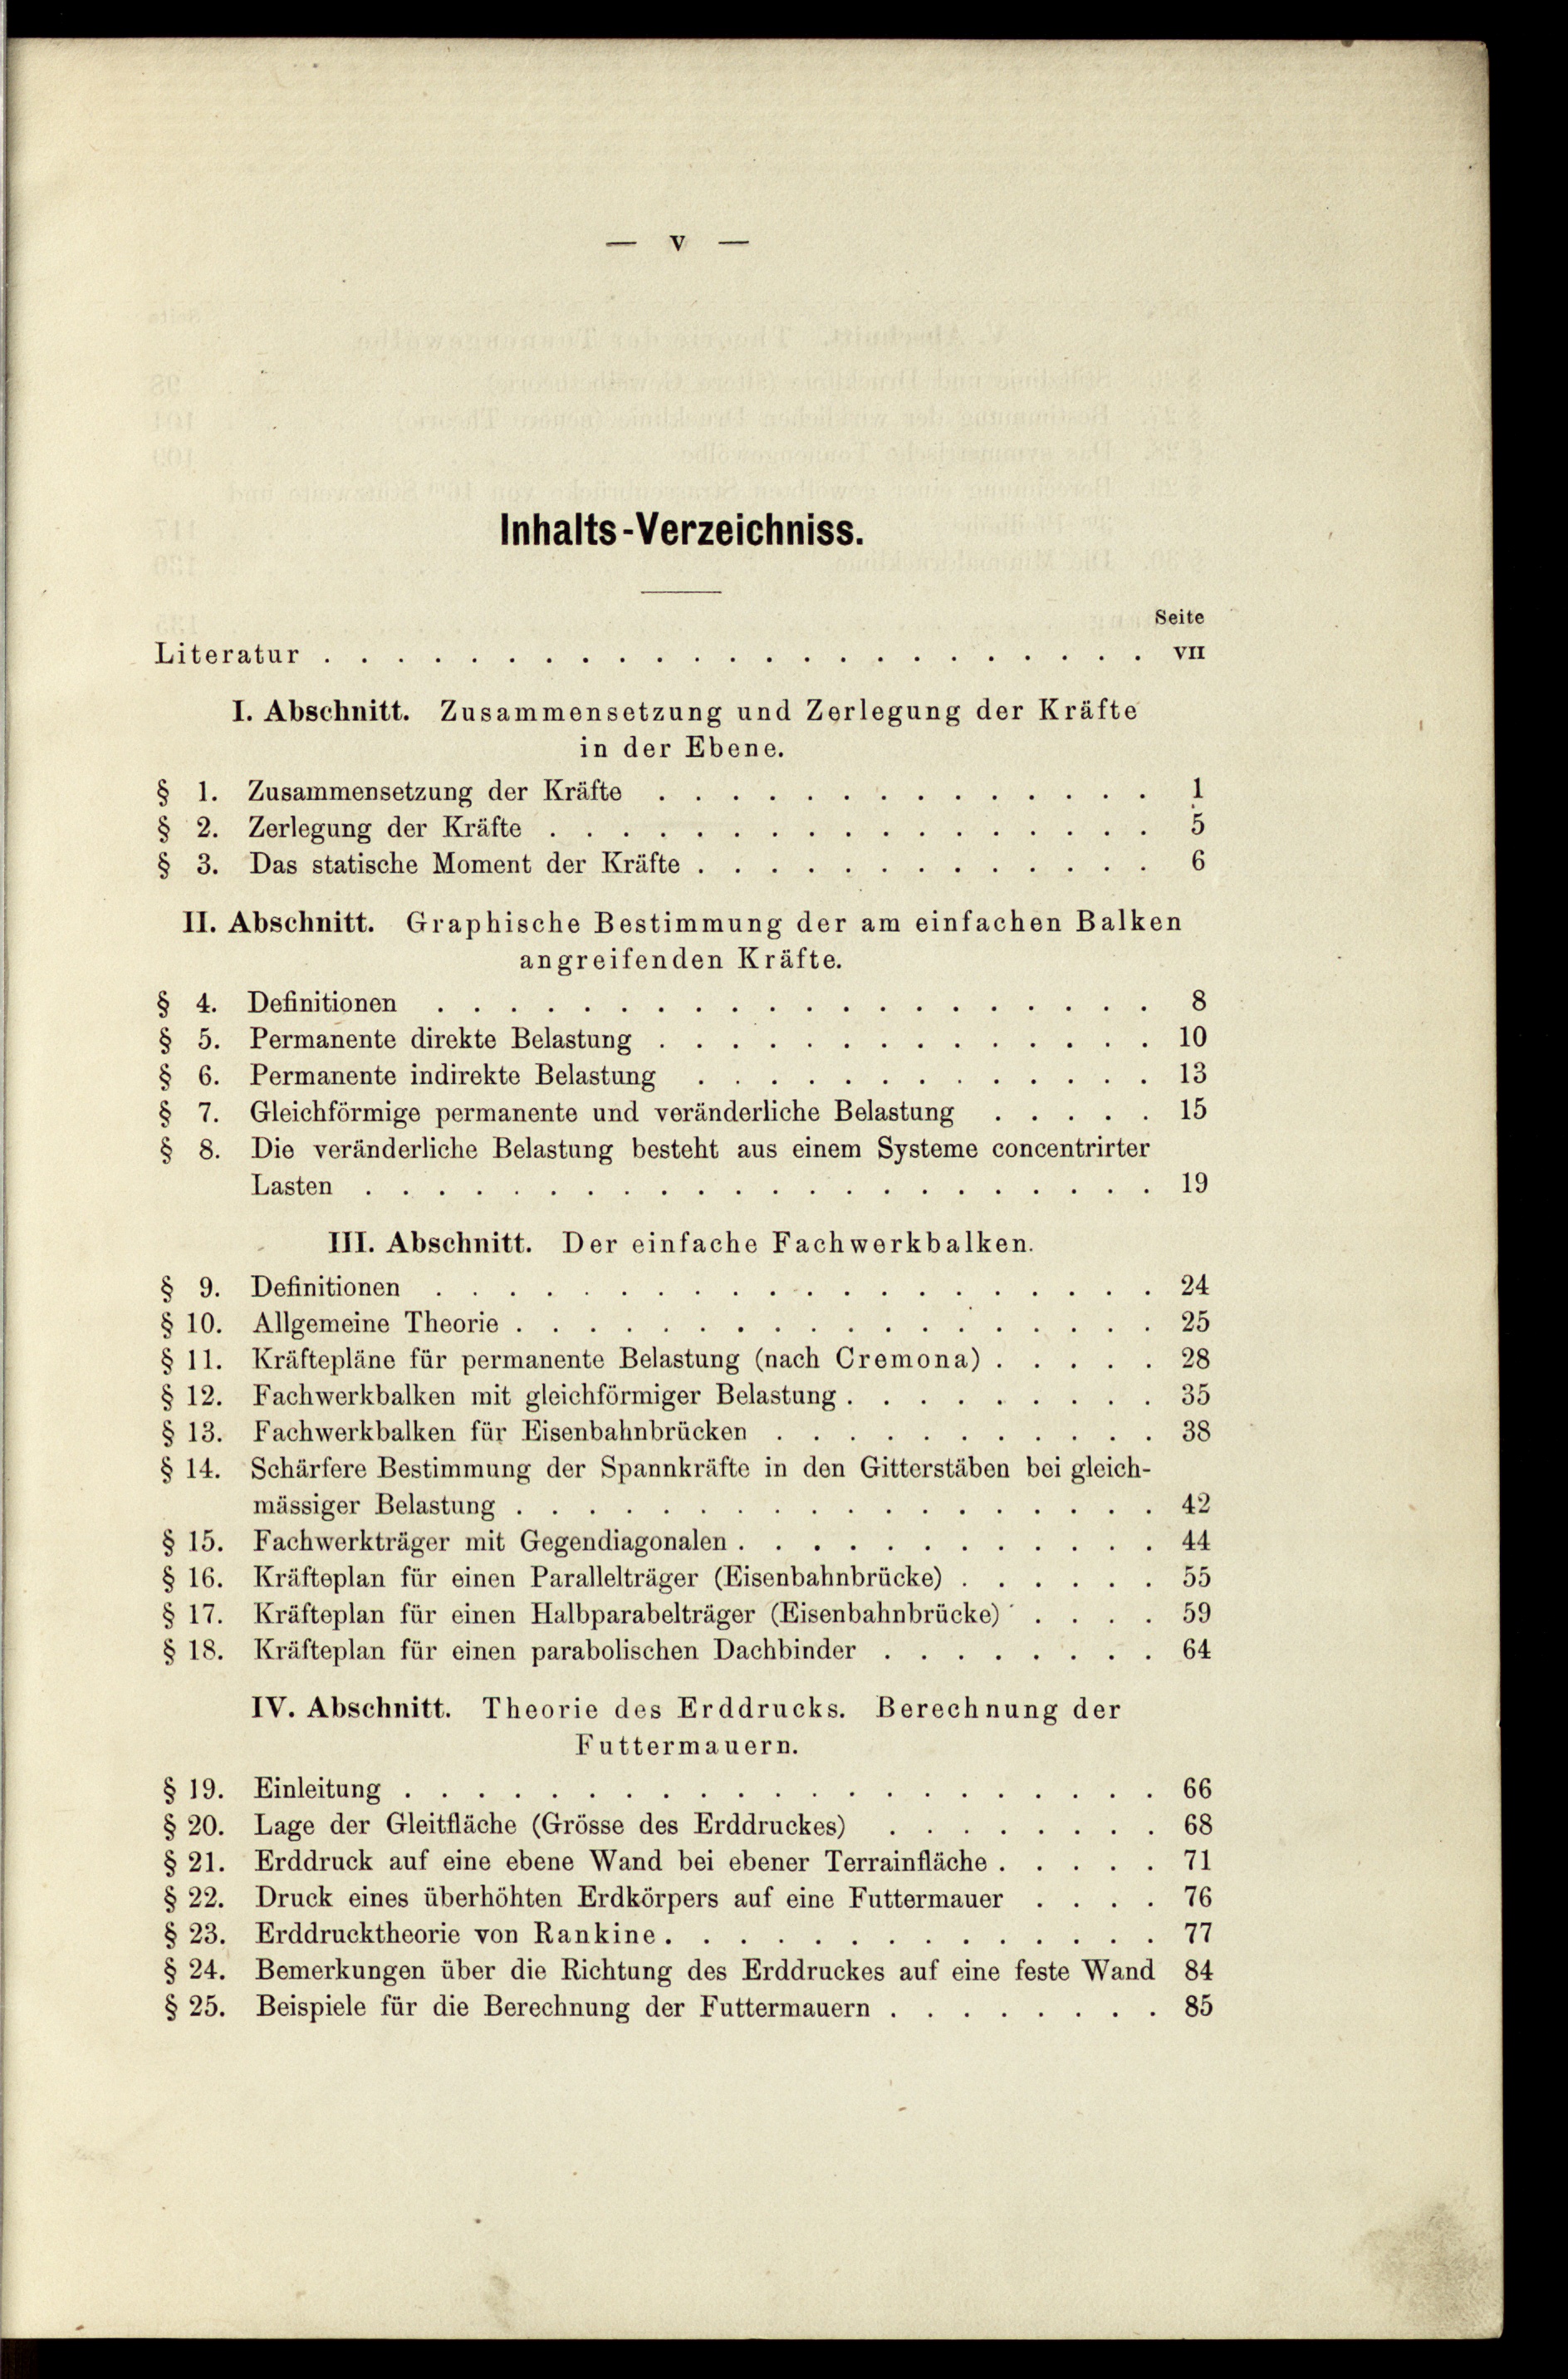 — V —
Inhalts-Verzeichniss.
Seite
Literatur . . . . . . . . . . . . . . . . . . . . . . . VII
I. Abschnitt. Zusammensetzung und Zerlegung der Kräfte
in der Ebene.
§ 1. Zusammensetzung der Kräfte . . . . . . . . . . . . . . 1
§ 2. Zerlegung der Kräfte . . . . . . . . . . . . . . . . . 5
§ 3. Das statische Moment der Kräfte . . . . . . . . . . . . . 6
II. Abschnitt. Graphische Bestimmung der am einfachen Balken
angreifenden Kräfte.
§ 4. Definitionen . . . . . . . . . . . . . . . . . . . . 8
§ 5. Permanente direkte Belastung . . . . . . . . . . . . . . 10
§ 6. Permanente indirekte Belastung . . . . . . . . . . . . . 13
§ 7. Gleichförmige permanente und veränderliche Belastung . . . . . 15
§ 8. Die veränderliche Belastung besteht aus einem Systeme concentrirter
Lasten . . . . . . . . . . . . . . . . . . . . . . 19
III. Abschnitt. Der einfache Fachwerkbalken.
§ 9. Definitionen . . . . . . . . . . . . . . . . . . . . 24
§ 10. Allgemeine Theorie . . . . . . . . . . . . . . . . . . 25
§ 11. Kräftepläne für permanente Belastung (nach Cremona) . . . . . 28
§ 12. Fachwerkbalken mit gleichförmiger Belastung . . . . . . . . . 35
§ 13. Fachwerkbalken für Eisenbahnbrücken . . . . . . . . . . . 38
§ 14. Schärfere Bestimmung der Spannkräfte in den Gitterstäben bei gleich-
mässiger Belastung . . . . . . . . . . . . . . . . . . 42
§ 15. Fachwerkträger mit Gegendiagonalen . . . . . . . . . . . . 44
§ 16. Kräfteplan für einen Parallelträger (Eisenbahnbrücke) . . . . . . 55
§ 17. Kräfteplan für einen Halbparabelträger (Eisenbahnbrücke) . . . . 59
§ 18. Kräfteplan für einen parabolischen Dachbinder . . . . . . . . 64
IV. Abschnitt. Theorie des Erddrucks. Berechnung der
Futtermauern.
§ 19. Einleitung . . . . . . . . . . . . . . . . . . . . . 66
§ 20. Lage der Gleitfläche (Grösse des Erddruckes) . . . . . . . . 68
§ 21. Erddruck auf eine ebene Wand bei ebener Terrainfläche . . . . . 71
§ 22. Druck eines überhöhten Erdkörpers auf eine Futtermauer . . . . 76
§ 23. Erddrucktheorie von Rankine . . . . . . . . . . . . . . 77
§ 24. Bemerkungen über die Richtung des Erddruckes auf eine feste Wand 84
§ 25. Beispiele für die Berechnung der Futtermauern . . . . . . . . 85